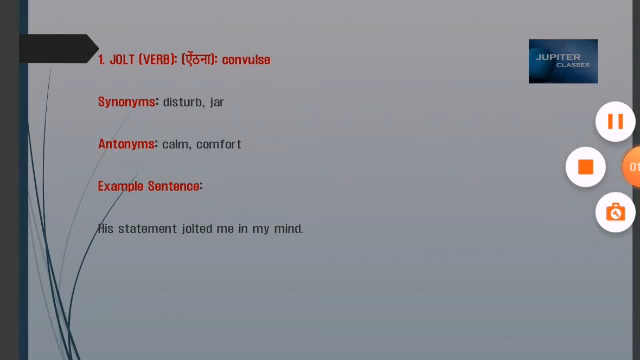 1. JOLT (VERB): (ऐंठना): convulse
JUPITER
CLASSES
Synonyms: disturb, jar
Antonyms: calm, comfort
01
Example Sentence:
His statement jolted me in my mind.